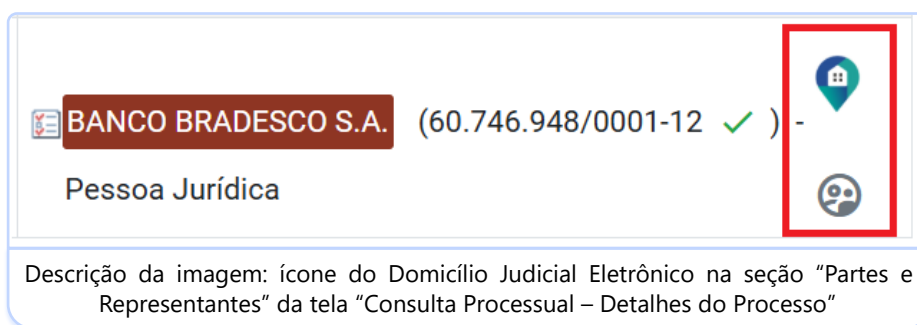 BANCO BRADESCO S.A. (60.746.948/0001-12 ✓ ) -
Pessoa Jurídica
Descrição da imagem: ícone do Domicílio Judicial Eletrônico na seção “Partes e
Representantes” da tela “Consulta Processual – Detalhes do Processo”